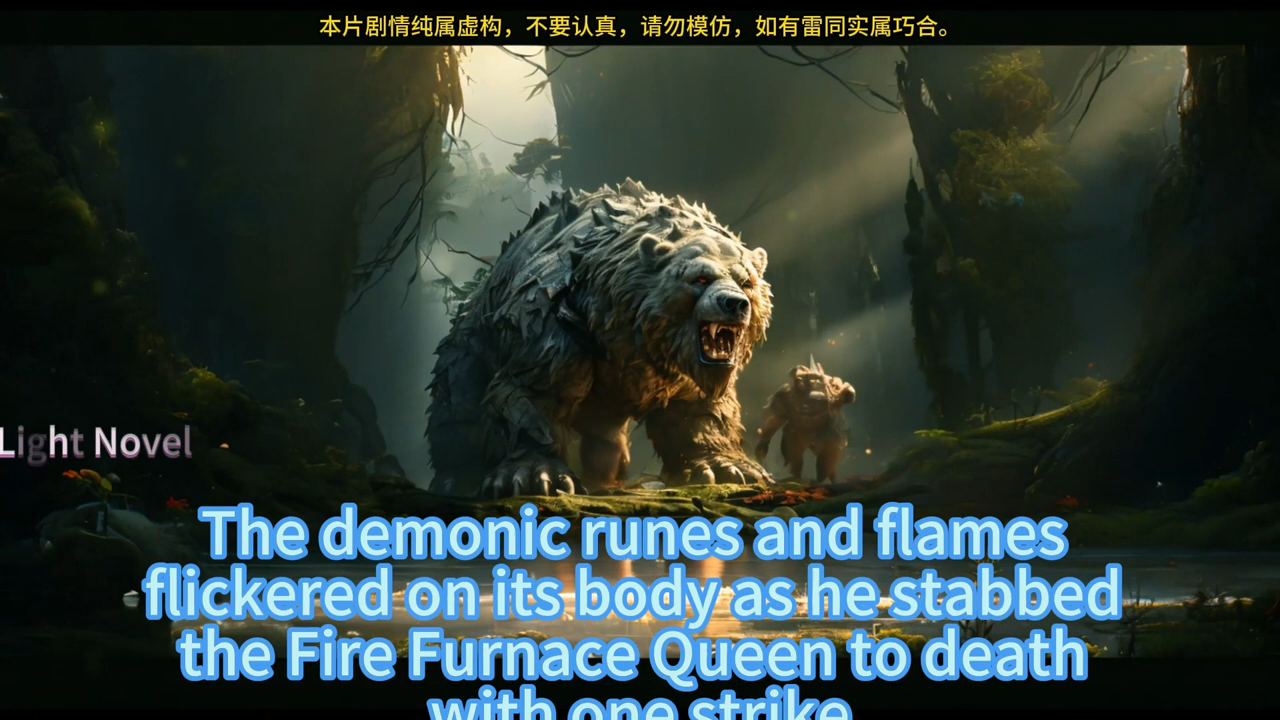 本片剧情纯属虚构，不要认真，请勿模仿，如有雷同实属巧合。
Light Novel
The demonic runes and flames
flickered on its body as he stabbed
the Fire Furnace Queen to death
with one strike